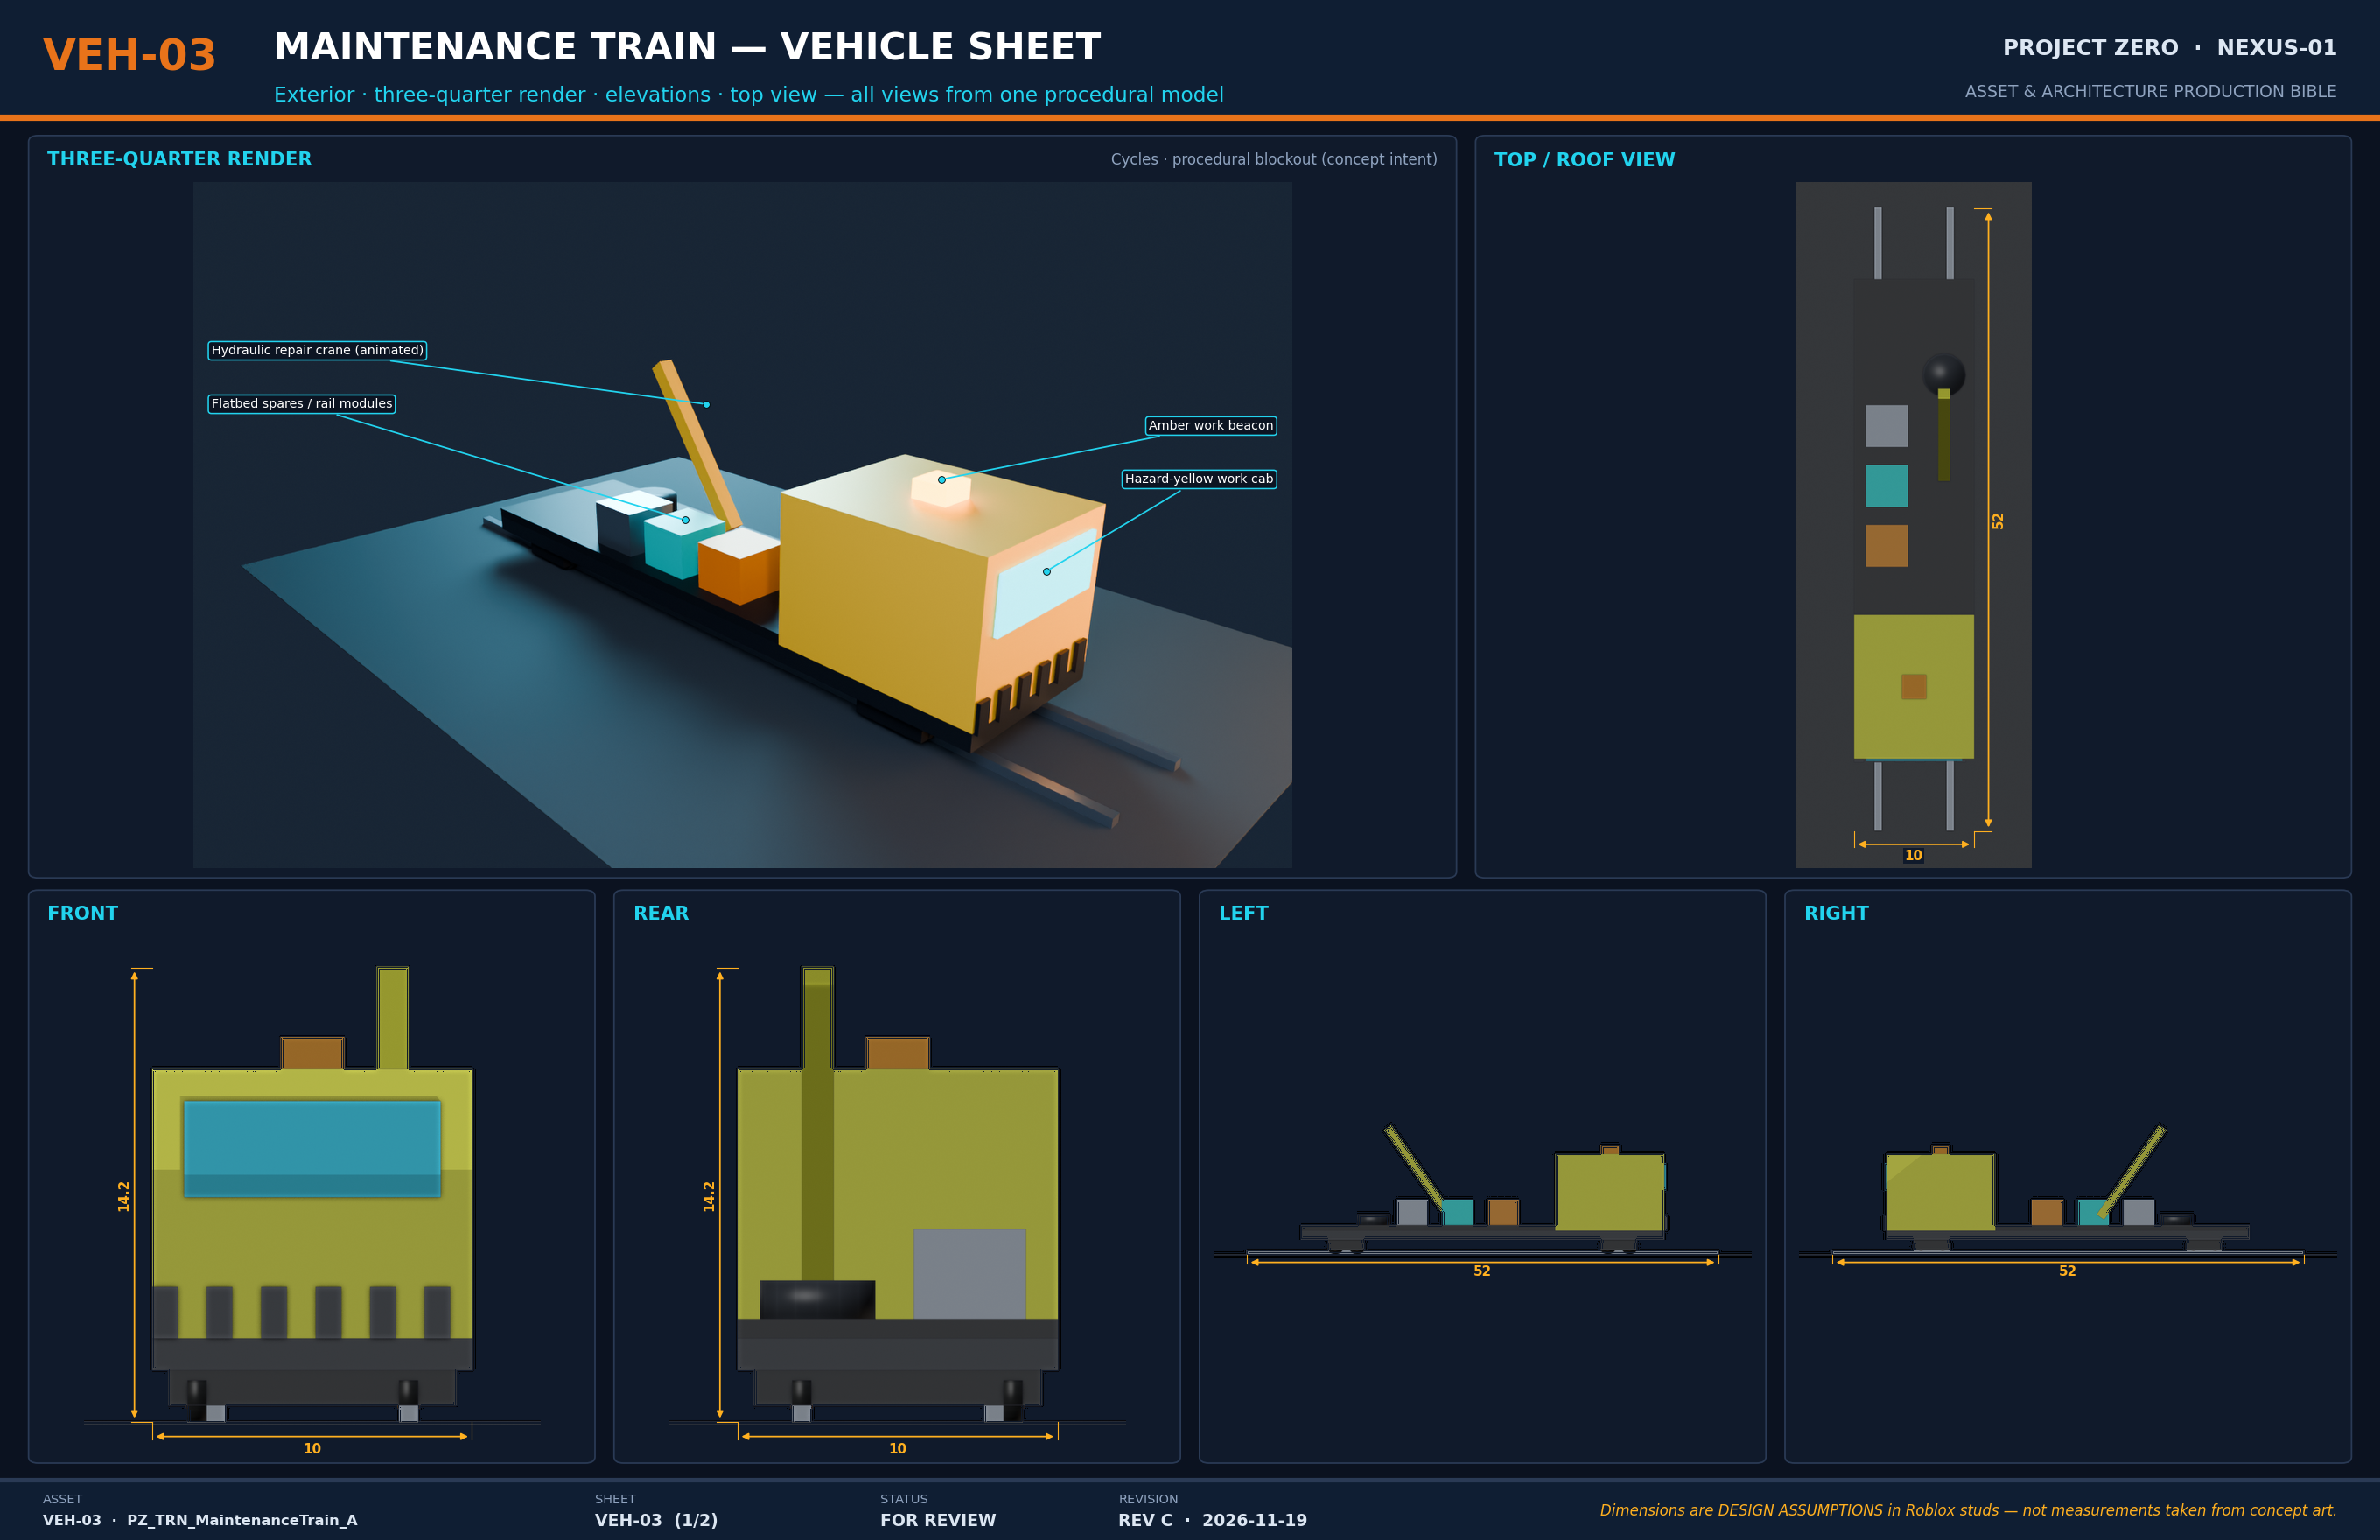 VEH-03
MAINTENANCE TRAIN — VEHICLE SHEET
Exterior · three-quarter render · elevations · top view — all views from one procedural model
PROJECT ZERO · NEXUS-01
ASSET & ARCHITECTURE PRODUCTION BIBLE
THREE-QUARTER RENDER
Cycles · procedural blockout (concept intent)
Hydraulic repair crane (animated)
Flatbed spares / rail modules
Amber work beacon
Hazard-yellow work cab
TOP / ROOF VIEW
52
10
FRONT
14.2
10
REAR
14.2
10
LEFT
52
RIGHT
52
ASSET
VEH-03 · PZ_TRN_MaintenanceTrain_A
SHEET
VEH-03 (1/2)
STATUS
FOR REVIEW
REVISION
REV C · 2026-11-19
Dimensions are DESIGN ASSUMPTIONS in Roblox studs — not measurements taken from concept art.